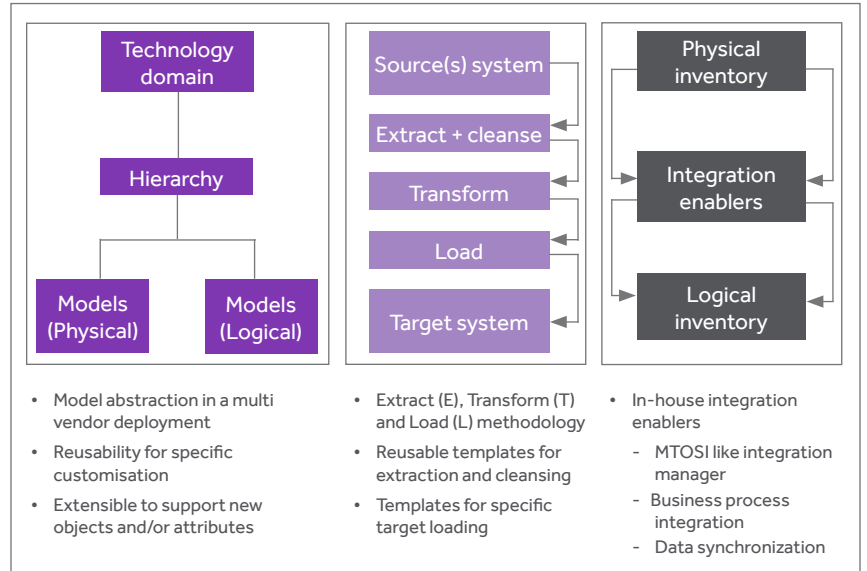 Technology
domain
Hierarchy
Models
(Physical)
Models
(Logical)
• Model abstraction in a multi
vendor deployment
• Reusability for specific
customisation
• Extensible to support new
objects and/or attributes
Source(s) system
Extract + cleanse
Transform
Load
Target system
• Extract (E), Transform (T)
and Load (L) methodology
• Reusable templates for
extraction and cleansing
• Templates for specific
target loading
Physical
inventory
Integration
enablers
Logical
inventory
• In-house integration
enablers
- MTOSI like integration
manager
- Business process
integration
- Data synchronization